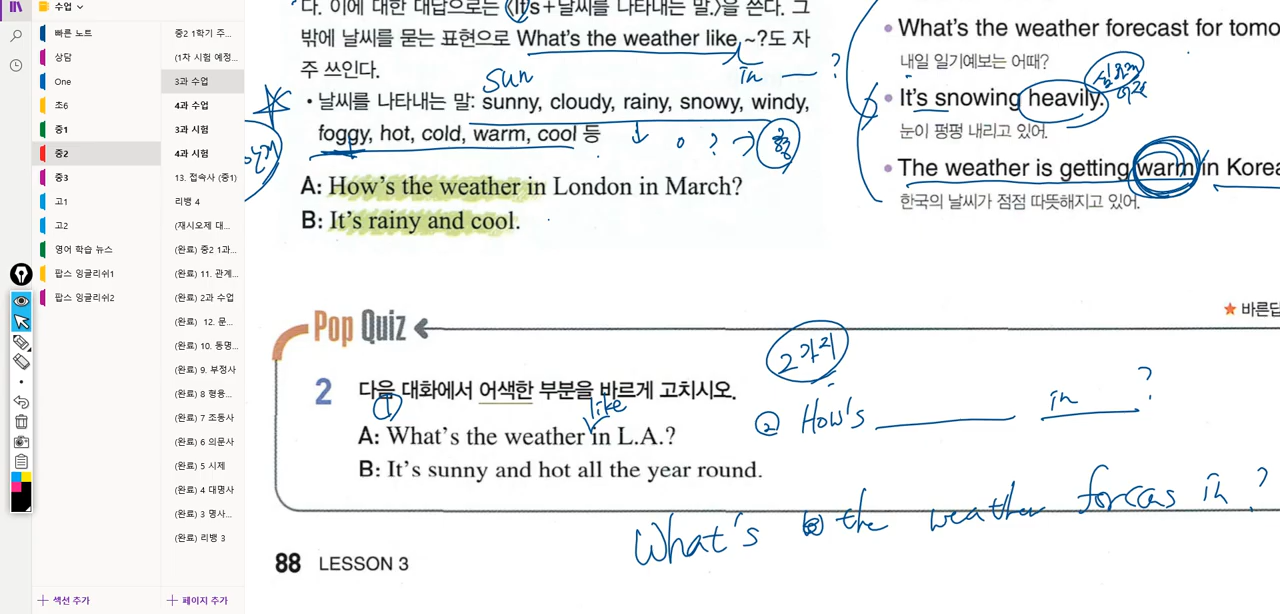 수업
빠른 노트
상담
One
초6
중1
중2
중3
고1
고2
영어 학습 뉴스
팝스 잉글리쉬1
팝스 잉글리쉬2
+ 섹션 추가
중2 1학기 주...
(1차 시험 예정...
3과 수업
4과 수업
3과 시험
4과 시험
13. 접속사 (중1)
리뱅 4
(재시오제 대...
(완료) 중2 1과...
(완료) 11. 관계...
(완료) 2과 수업
(완료) 12. 문...
(완료) 10. 동명...
(완료) 9. 부정사
(완료) 8 형용...
(완료) 7 조동사
(완료) 6 의문사
(완료) 5 시제
(완료) 4 대명사
(완료) 3 명사...
(완료) 리뱅 3
+ 페이지 추가
다. 이에 대한 대답으로는 <It's+날씨를 나타내는 말.>을 쓴다. 그
밖에 날씨를 묻는 표현으로 What's the weather like ~?도 자
주 쓰인다.
in ?
sun
• 날씨를 나타내는 말: sunny, cloudy, rainy, snowy, windy,
foggy, hot, cold, warm, cool 등
A: How's the weather in London in March?
B: It's rainy and cool.
• What's the weather forecast for tomo
내일 일기예보는 어때?
• It's snowing heavily.
눈이 펑펑 내리고 있어.
• The weather is getting warm in Korea
한국의 날씨가 점점 따뜻해지고 있어.
Pop Quiz
★ 바른답
2 다음 대화에서 어색한 부분을 바르게 고치시오.
2가지
① like
A: What's the weather in L.A.?
B: It's sunny and hot all the year round.
② How's in ?
What's the weather forcas in ?
88 LESSON 3